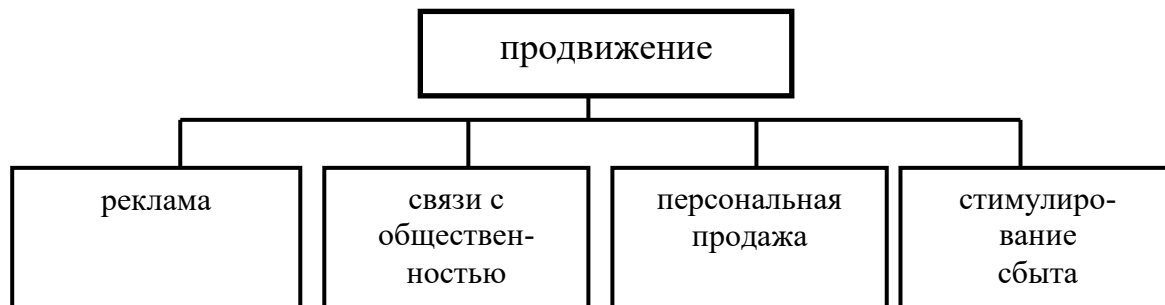 продвижение
реклама
связи с
обществен-
ностью
персональная
продажа
стимулиро-
вание
сбыта